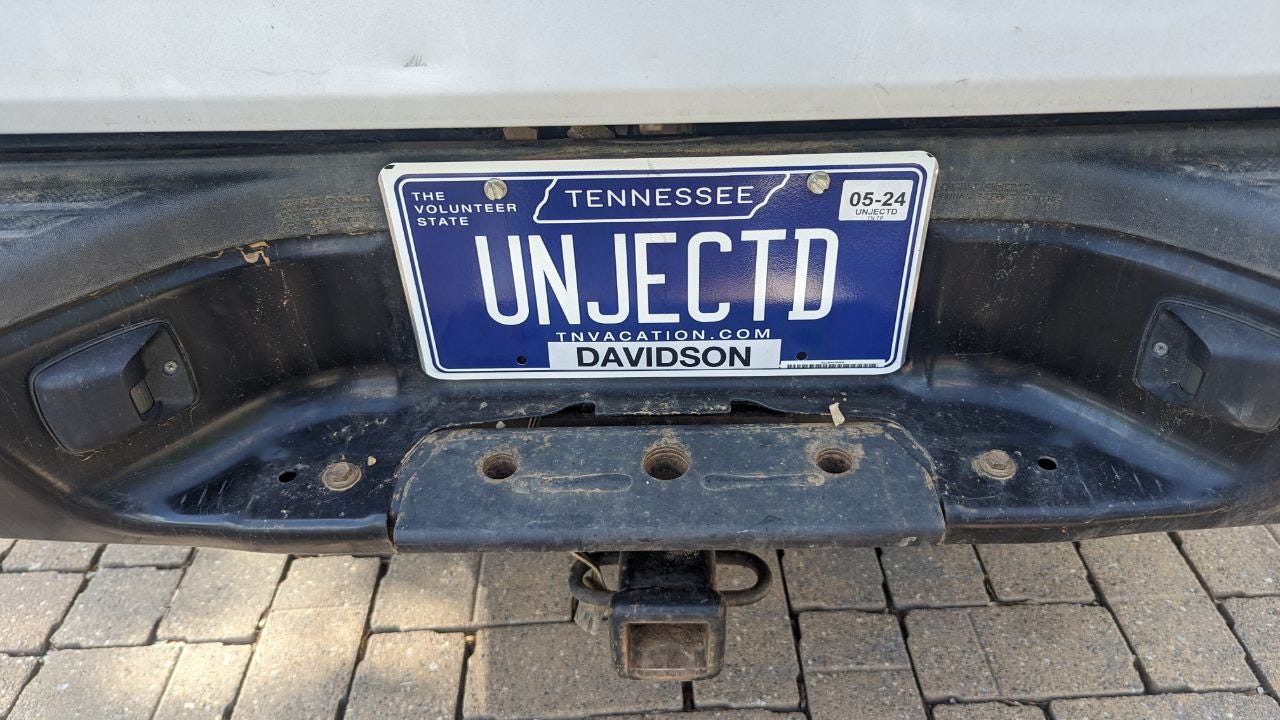 THE
VOLUNTEER
STATE
TENNESSEE
05-24
UNJECTD
UNJECTD
TNVACATION.COM
DAVIDSON